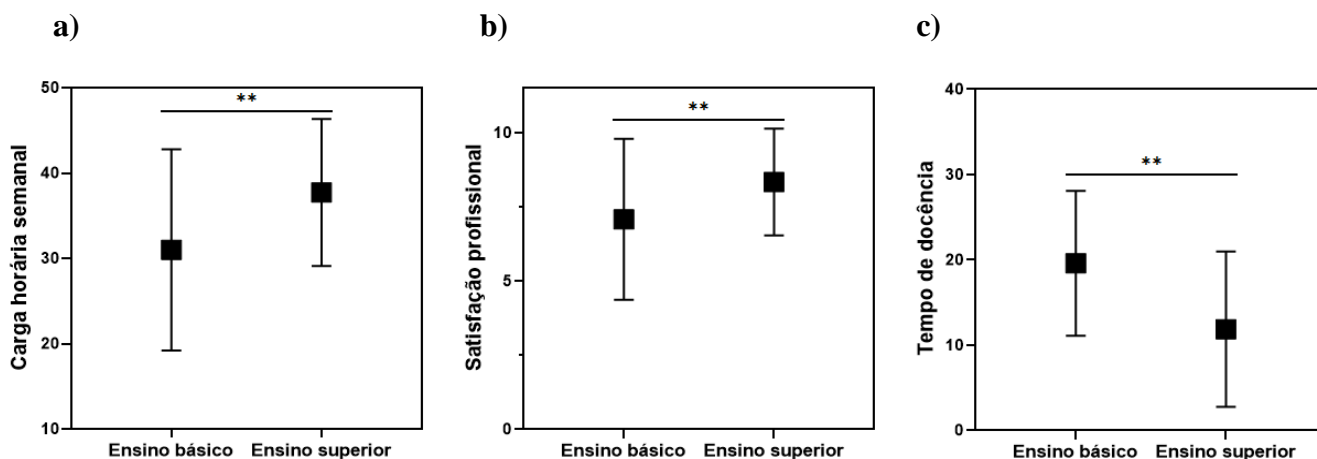 a)
b)
c)
Carga horária semanal
50
40
30
20
10
**
Ensino básico
Ensino superior
Satisfação profissional
10
5
0
**
Ensino básico
Ensino superior
Tempo de docência
40
30
20
10
0
**
Ensino básico
Ensino superior